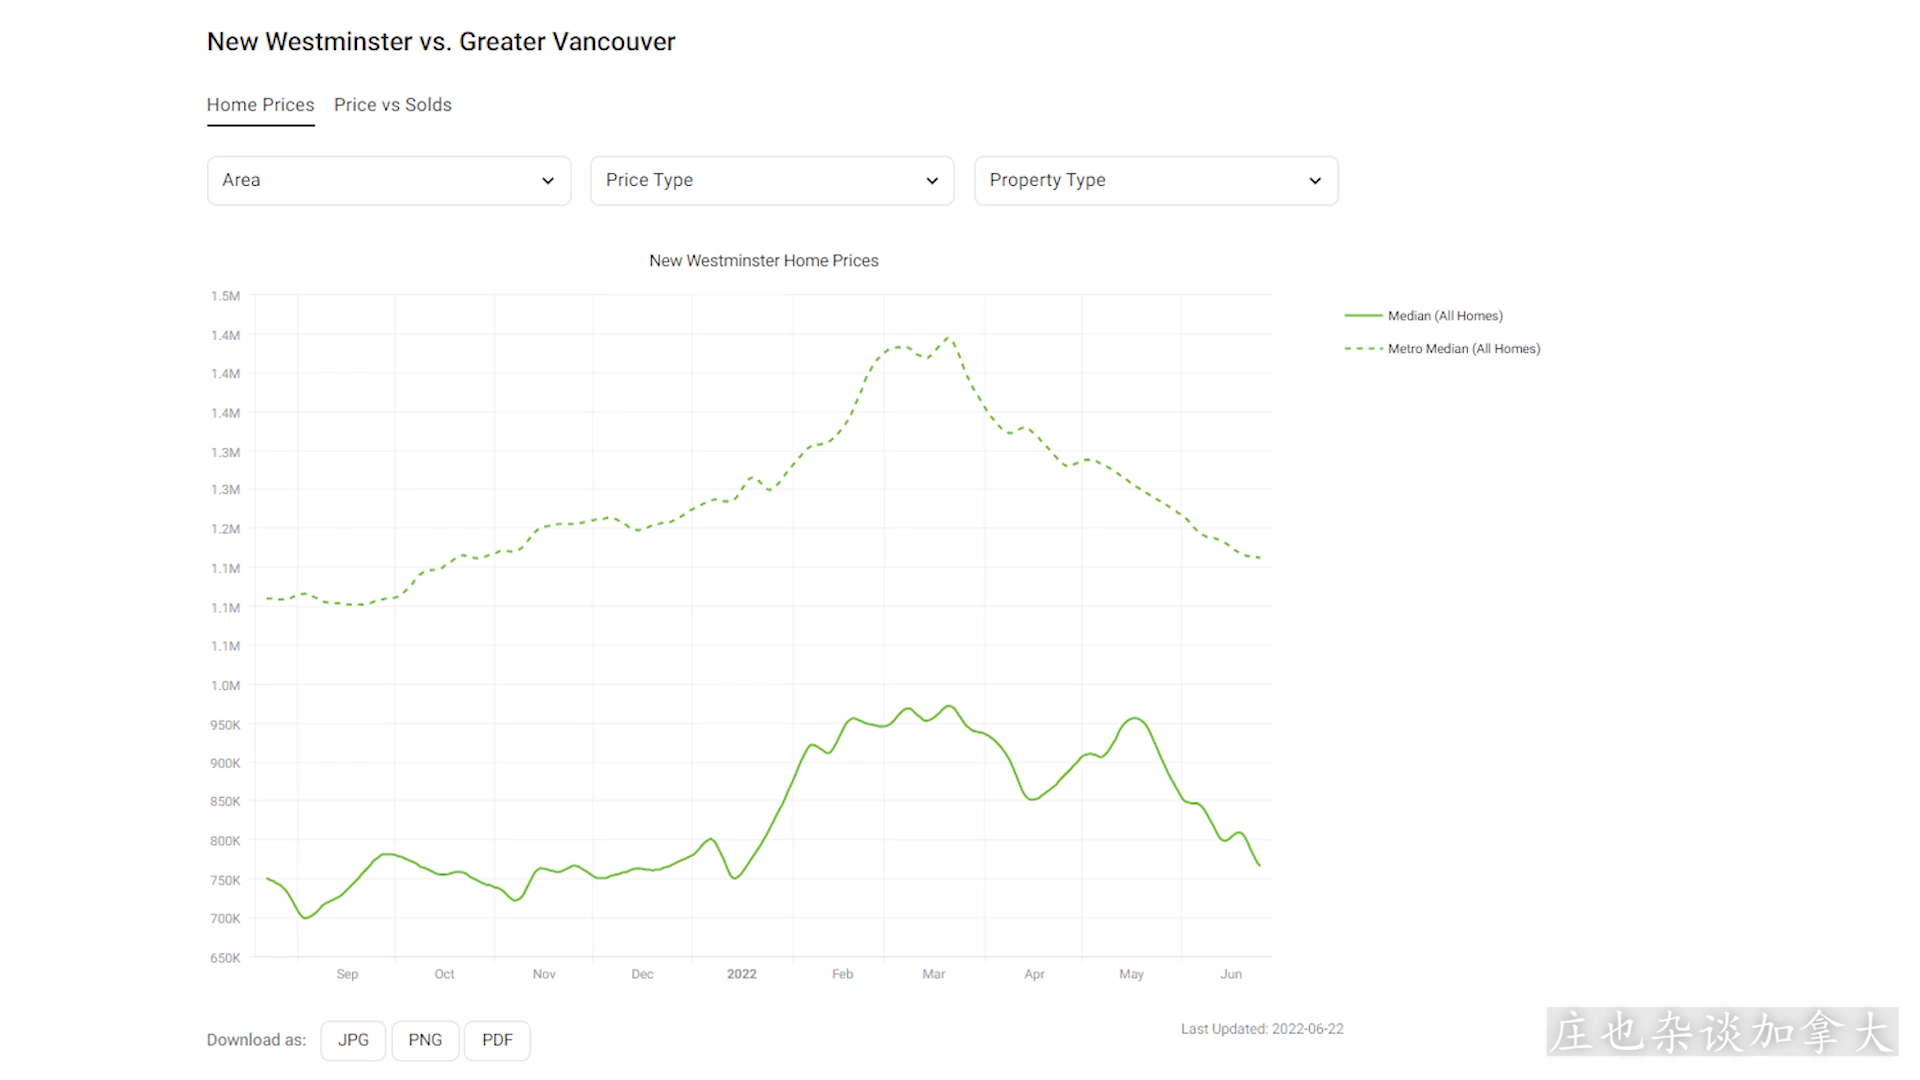 New Westminster vs. Greater Vancouver
Home Prices Price vs Solds
Area Price Type Property Type
New Westminster Home Prices
1.5M
1.4M
1.4M
1.4M
1.3M
1.3M
1.2M
1.1M
1.1M
1.1M
1.0M
950K
900K
850K
800K
750K
700K
650K
Median (All Homes)
Metro Median (All Homes)
Sep Oct Nov Dec 2022 Feb Mar Apr May Jun
Download as: JPG PNG PDF
Last Updated: 2022-06-22
庄也杂谈加拿大